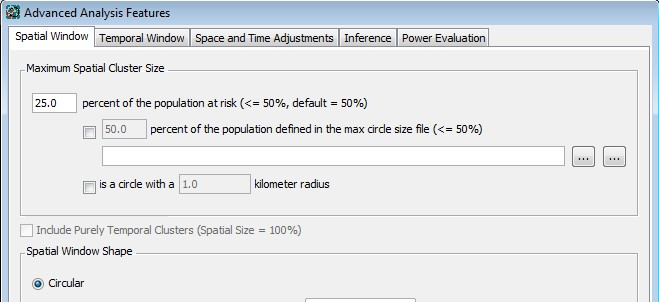 Advanced Analysis Features
Spatial Window Temporal Window Space and Time Adjustments Inference Power Evaluation
Maximum Spatial Cluster Size
25.0 percent of the population at risk (<= 50%, default = 50%)
50.0 percent of the population defined in the max circle size file (<= 50%)
... ...
is a circle with a 1.0 kilometer radius
Include Purely Temporal Clusters (Spatial Size = 100%)
Spatial Window Shape
Circular